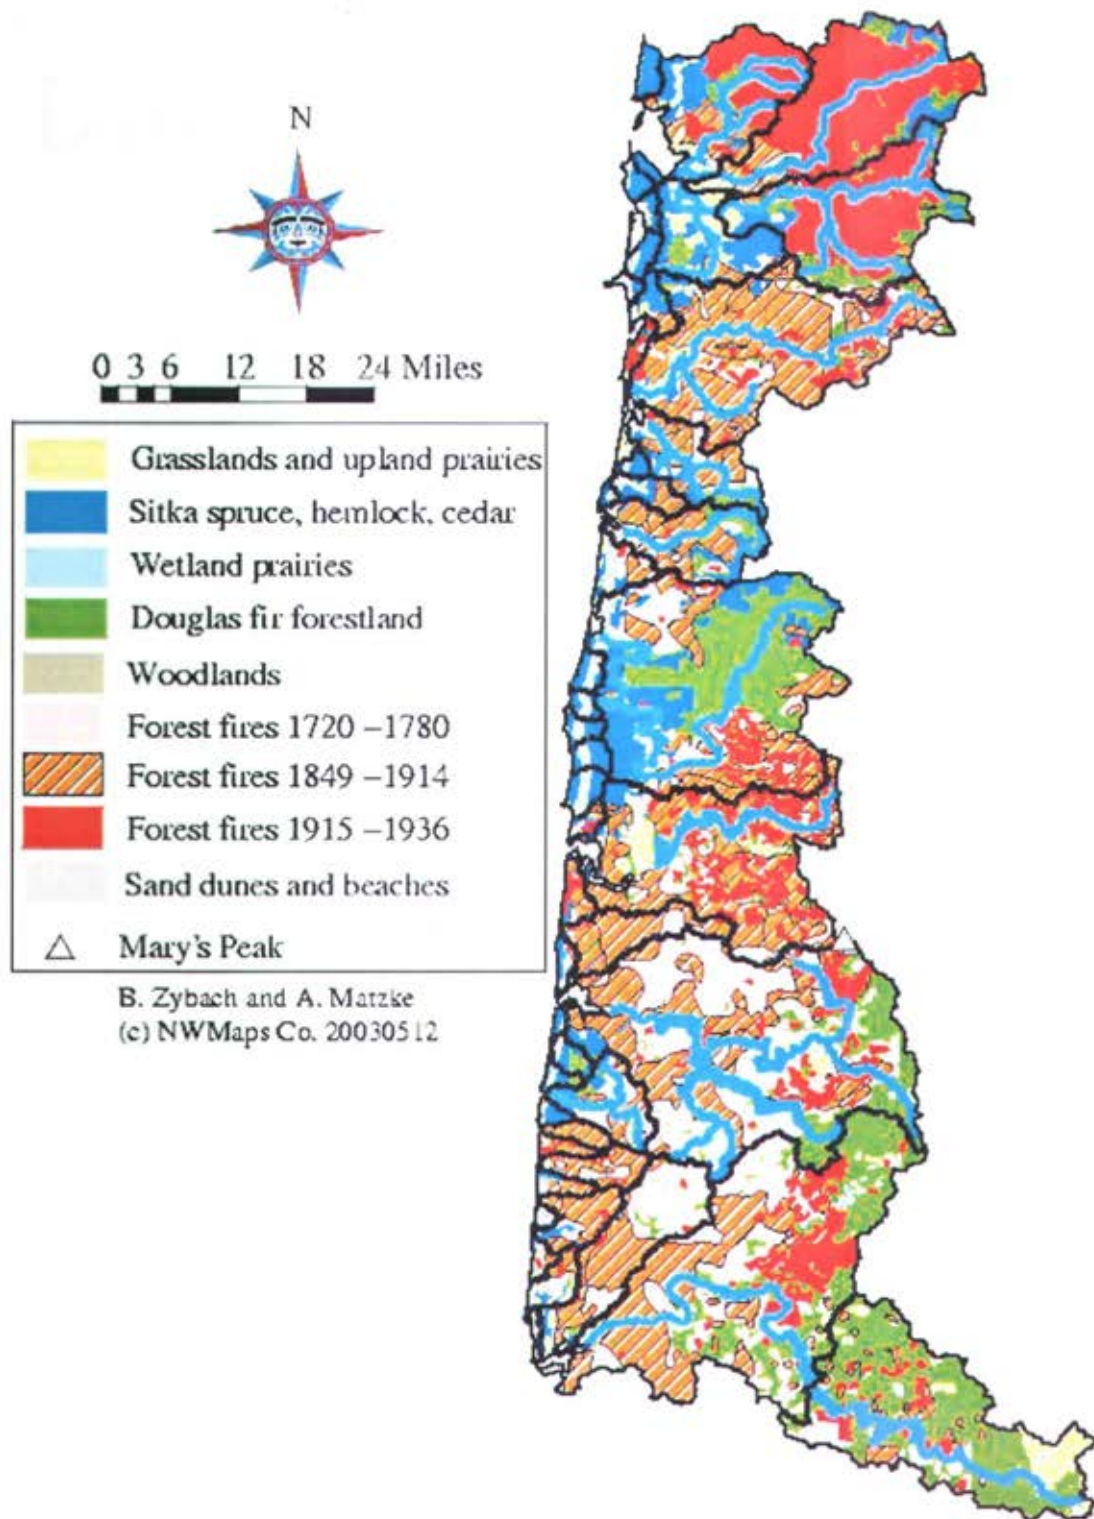 N
0 3 6 12 18 24 Miles
Grasslands and upland prairies
Sitka spruce, hemlock, cedar
Wetland prairies
Douglas fir forestland
Woodlands
Forest fires 1720 –1780
Forest fires 1849 –1914
Forest fires 1915 –1936
Sand dunes and beaches
Mary's Peak
B. Zybach and A. Matzke
(c) NWMaps Co. 20030512